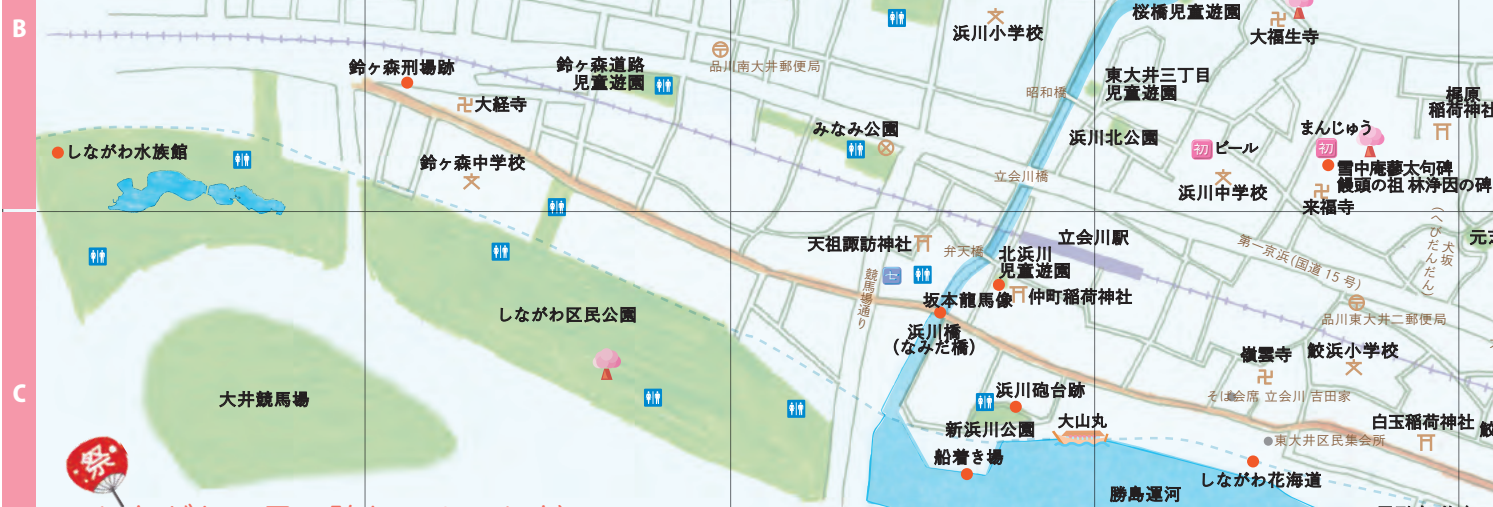 B
桜橋児童遊園
大福生寺
浜川小学校
品川南大井郵便局
鈴ヶ森刑場跡
鈴ヶ森道路
児童遊園
東大井三丁目
児童遊園
昭和橋
梶原
稲荷神社
大経寺
みなみ公園
浜川北公園
まんじゅう
初
ビール
初
しながわ水族館
鈴ヶ森中学校
立会川橋
浜川中学校
雪中庵蓼太句碑
饅頭の祖 林浄因の碑
来福寺
(へびだんだん)
犬坂
天祖諏訪神社
弁天橋
立会川駅
第一京浜(国道15号)
北浜川
児童遊園
七
競馬場通り
坂本龍馬像
仲町稲荷神社
しながわ区民公園
浜川橋
(なみだ橋)
品川東大井二郵便局
嶺雲寺
鮫浜小学校
C
大井競馬場
浜川砲台跡
そば会席 立会川 吉田家
新浜川公園
大山丸
白玉稲荷神社
鮫
東大井区民集会所
祭
船着き場
しながわ花海道
勝島運河